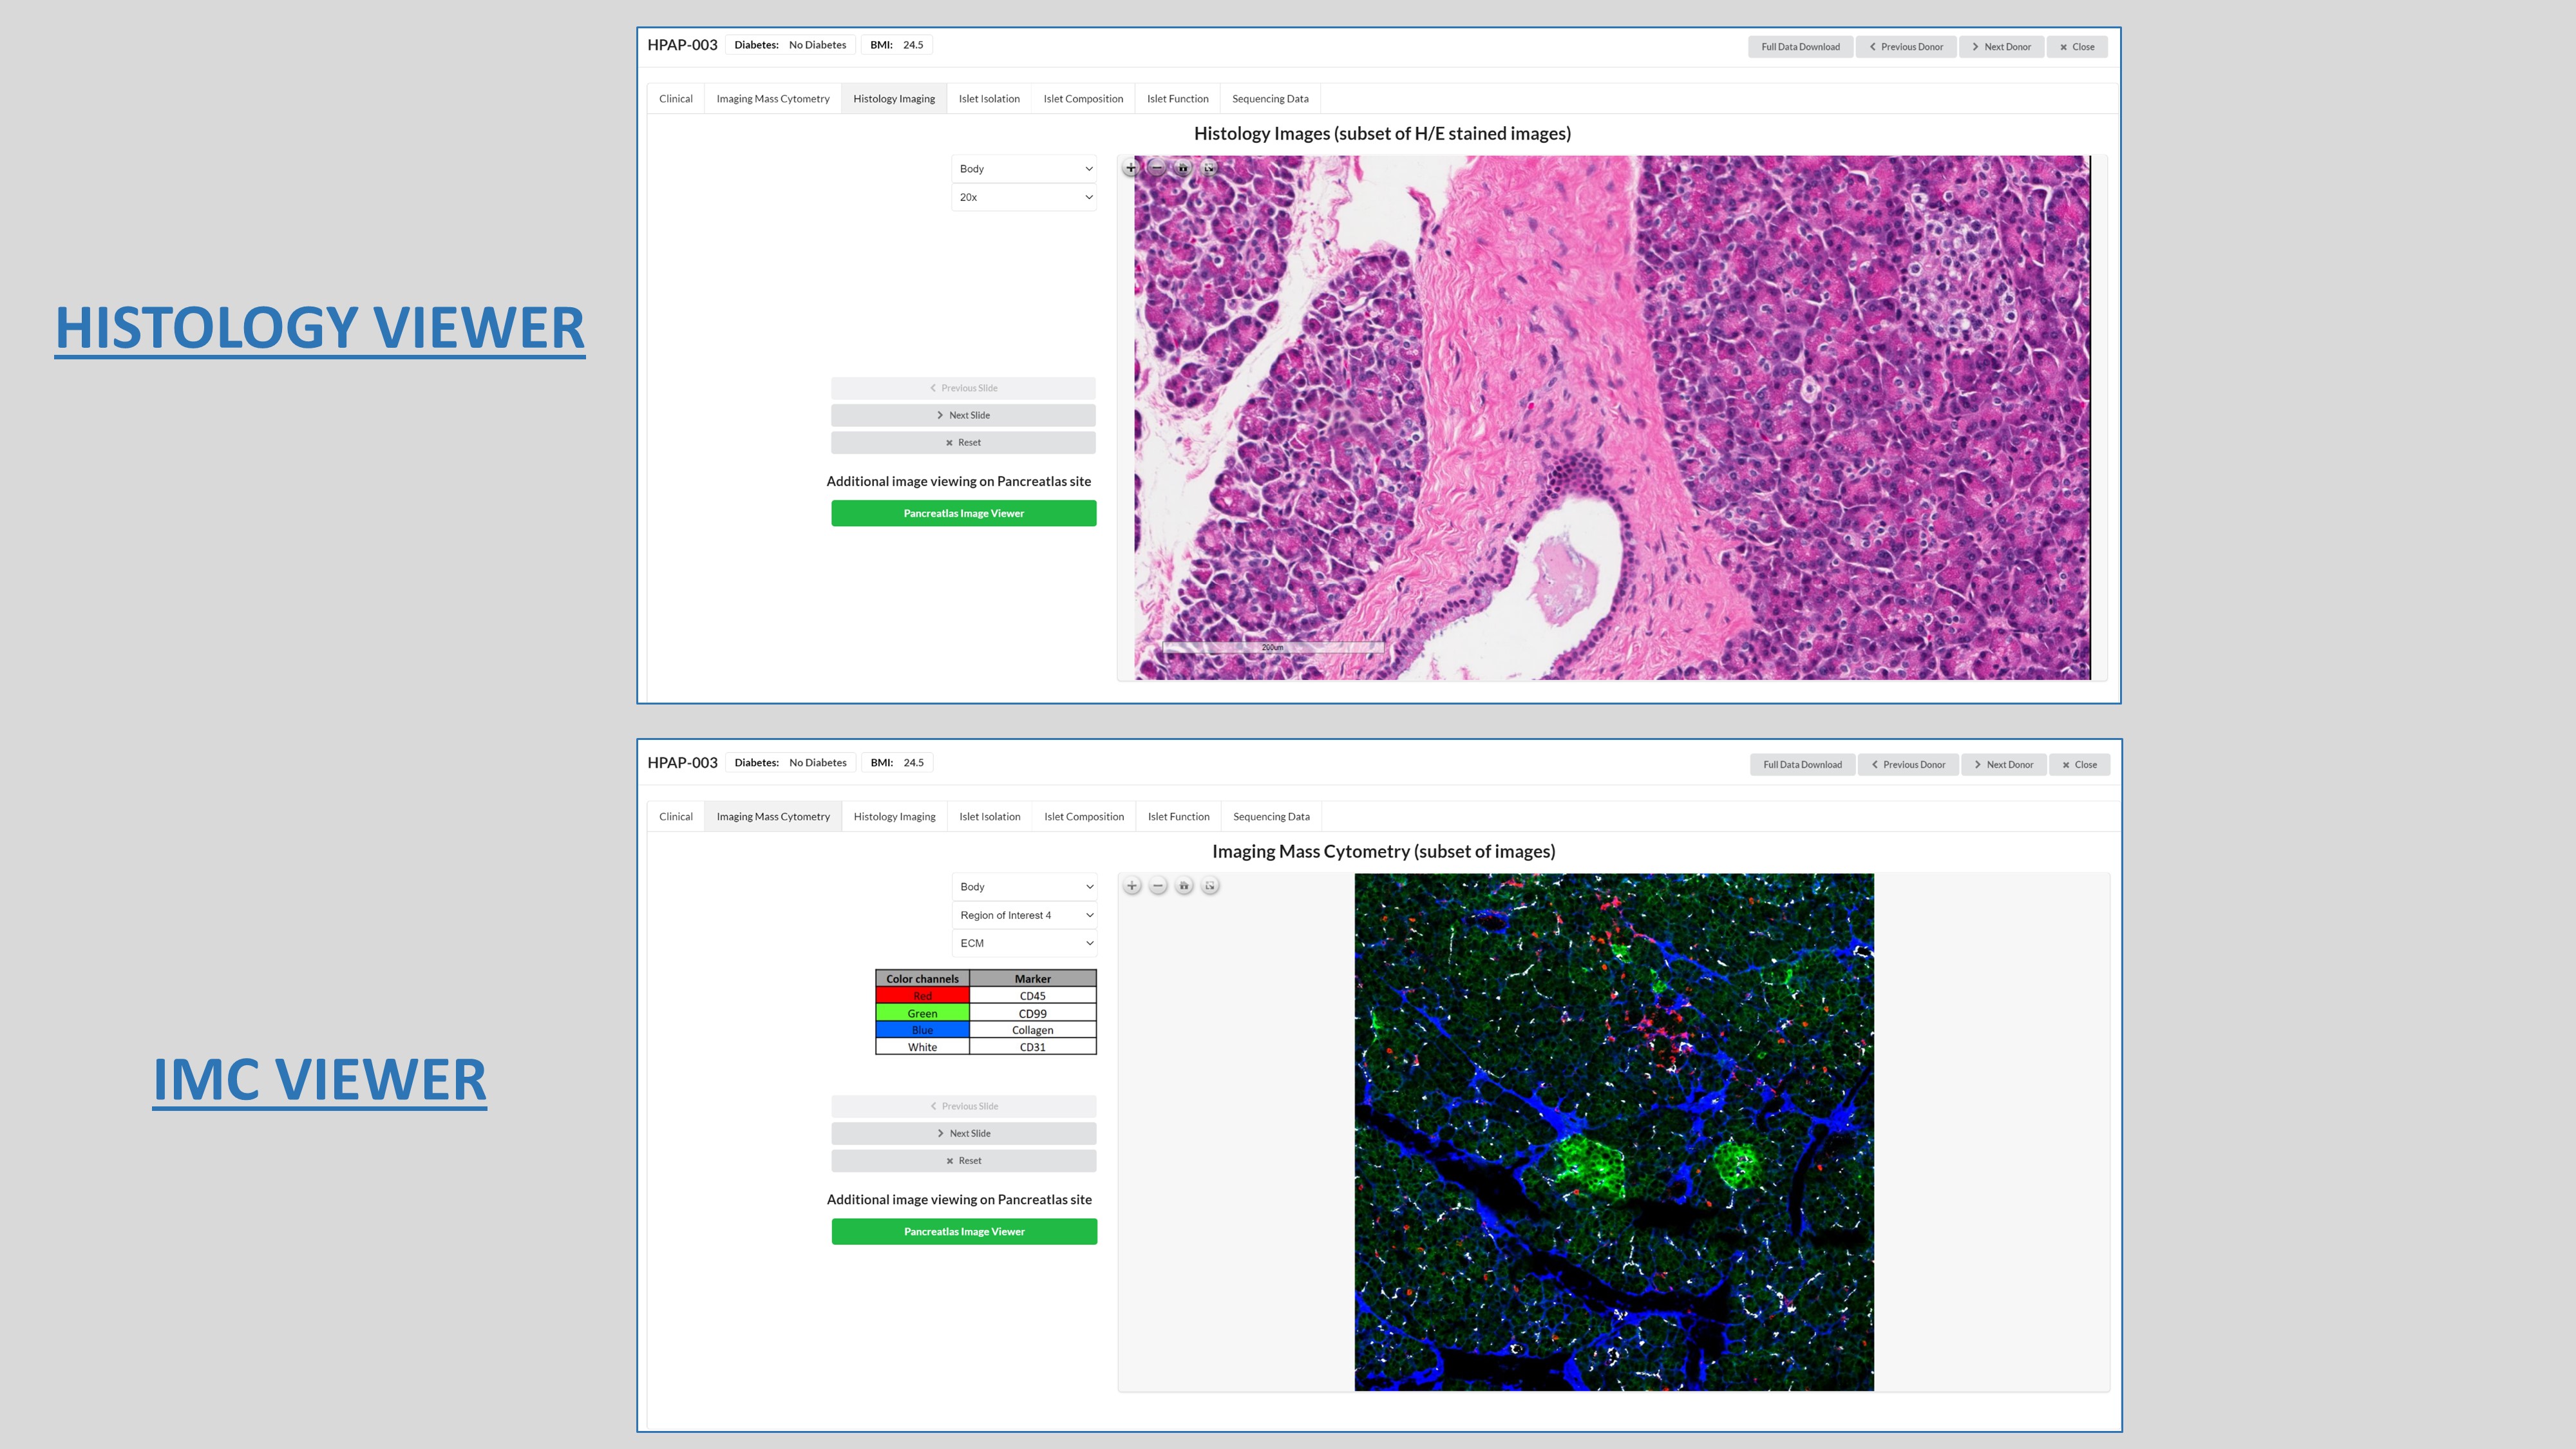 HISTOLOGY VIEWER
HPAP-003 Diabetes: No Diabetes BMI: 24.5
Full Data Download Previous Donor Next Donor Close
Clinical Imaging Mass Cytometry Histology Imaging Islet Isolation Islet Composition Islet Function Sequencing Data
Histology Images (subset of H/E stained images)
Body
20x
Previous Slide
Next Slide
Reset
Additional image viewing on Pancreatlas site
Pancreatlas Image Viewer
200um
IMC VIEWER
HPAP-003 Diabetes: No Diabetes BMI: 24.5
Full Data Download Previous Donor Next Donor Close
Clinical Imaging Mass Cytometry Histology Imaging Islet Isolation Islet Composition Islet Function Sequencing Data
Imaging Mass Cytometry (subset of images)
Body
Region of Interest 4
ECM
Color channels Marker
Red CD45
Green CD99
Blue Collagen
White CD31
Previous Slide
Next Slide
Reset
Additional image viewing on Pancreatlas site
Pancreatlas Image Viewer